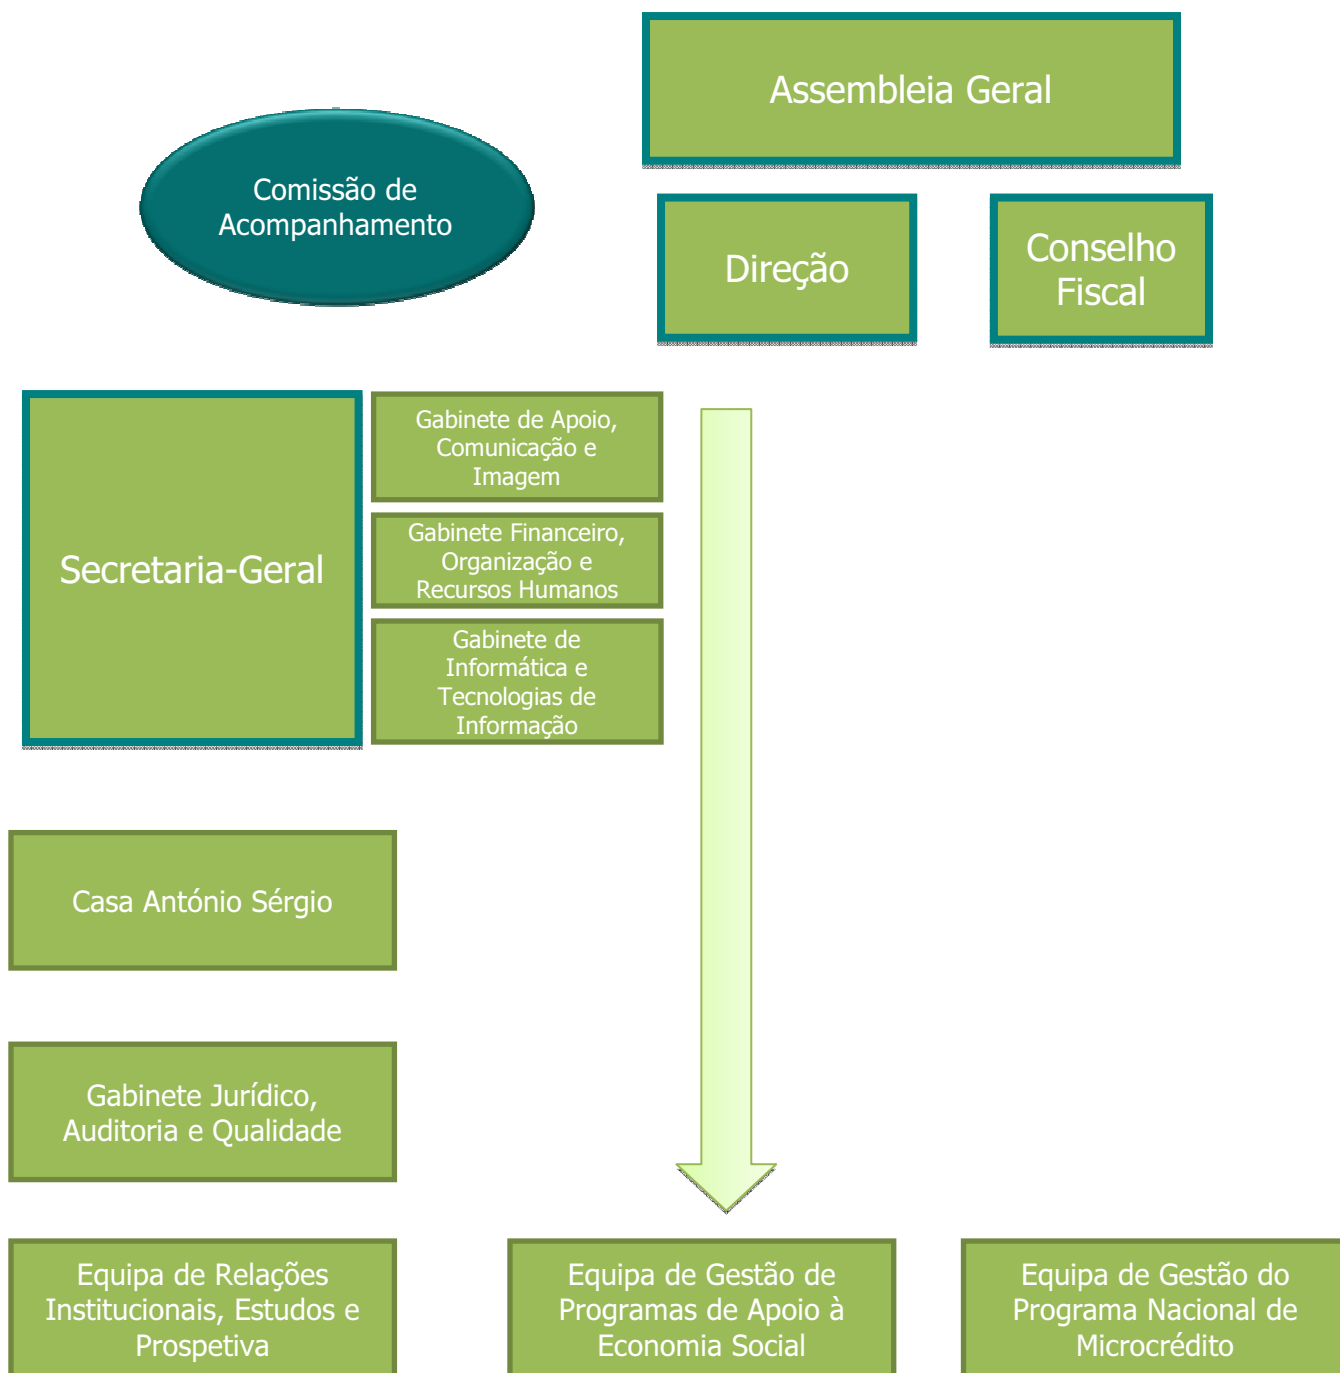 Assembleia Geral
Comissão de
Acompanhamento
Direção
Conselho
Fiscal
Secretaria-Geral
Gabinete de Apoio,
Comunicação e
Imagem
Gabinete Financeiro,
Organização e
Recursos Humanos
Gabinete de
Informática e
Tecnologias de
Informação
Casa António Sérgio
Gabinete Jurídico,
Auditoria e Qualidade
Equipa de Relações
Institucionais, Estudos e
Prospetiva
Equipa de Gestão de
Programas de Apoio à
Economia Social
Equipa de Gestão do
Programa Nacional de
Microcrédito